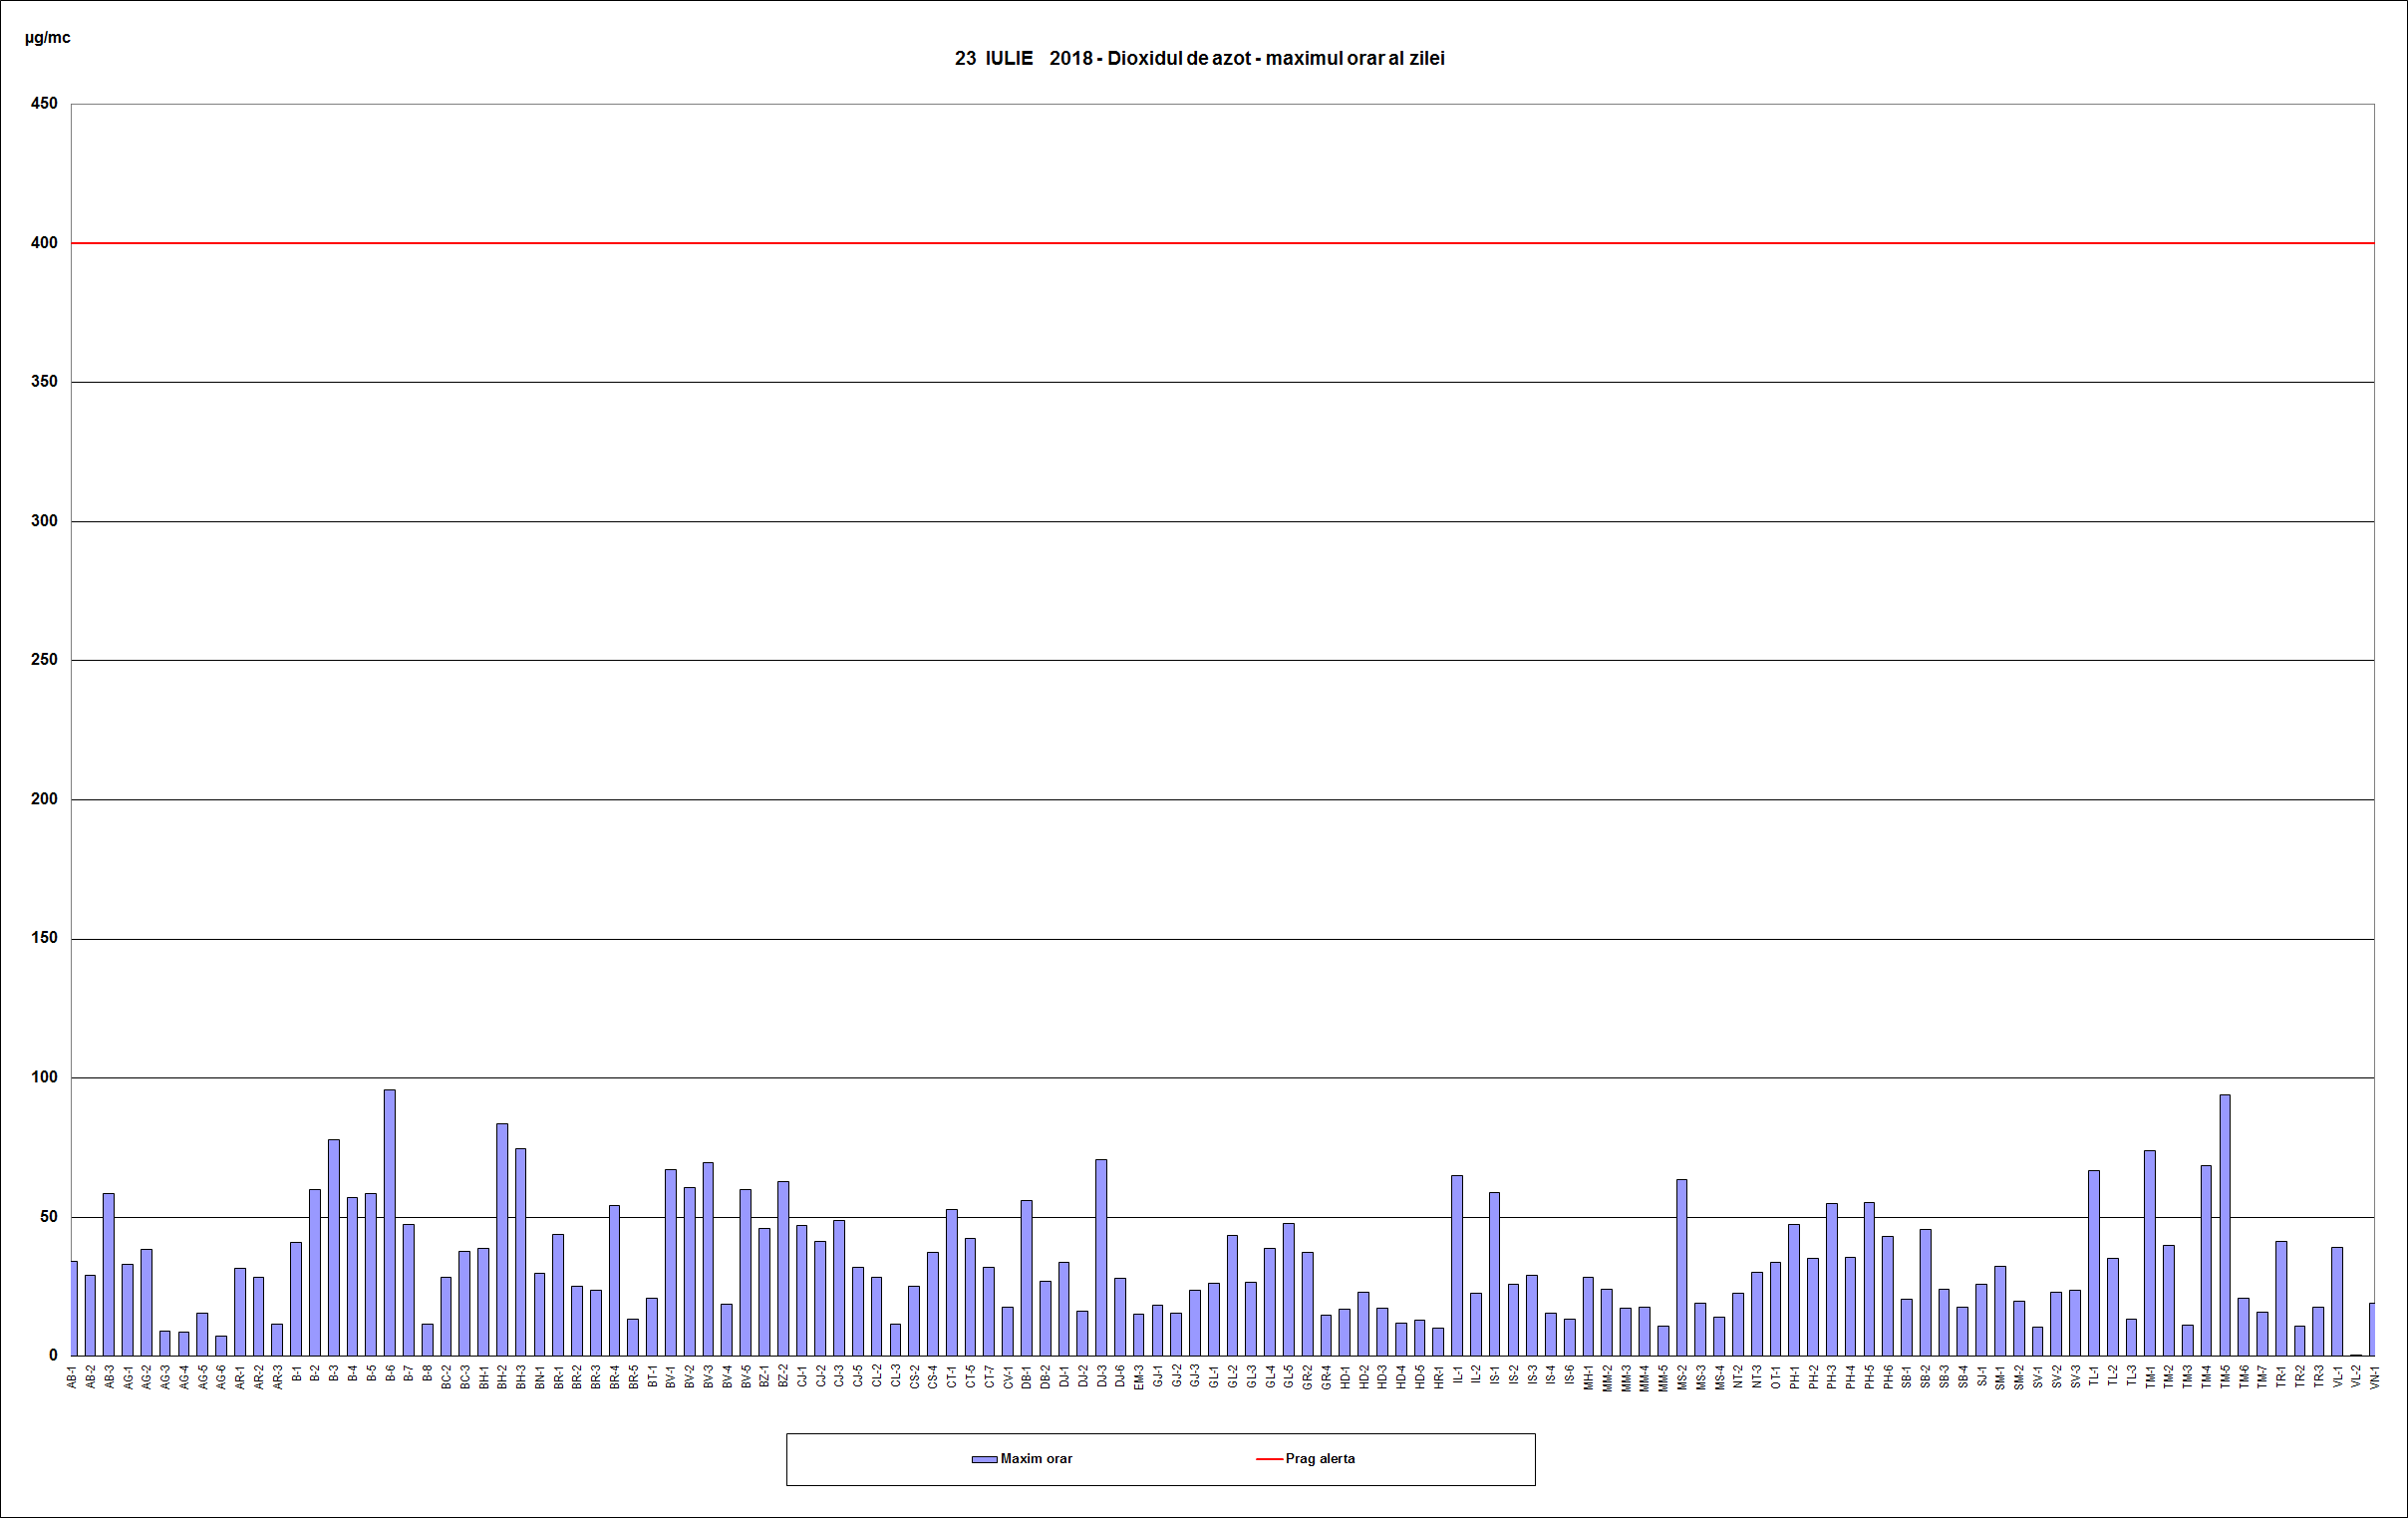 µg/mc
23 IULIE 2018 - Dioxidul de azot - maximul orar al zilei
450
400
350
300
250
200
150
100
50
0
AB-1 AB-2 AB-3 AG-1 AG-2 AG-3 AG-4 AG-5 AG-6 AR-1 AR-2 AR-3 B-1 B-2 B-3 B-4 B-5 B-6 B-7 B-8 BC-2 BC-3 BH-1 BH-2 BH-3 BN-1 BR-1 BR-2 BR-3 BR-4 BR-5 BT-1 BV-1 BV-2 BV-3 BV-4 BV-5 BZ-1 BZ-2 CJ-1 CJ-2 CJ-3 CJ-5 CL-2 CL-3 CS-2 CS-4 CT-1 CT-5 CT-7 CV-1 DB-1 DB-2 DJ-1 DJ-2 DJ-3 DJ-6 EM-3 GJ-1 GJ-2 GJ-3 GL-1 GL-2 GL-3 GL-4 GL-5 GR-2 GR-4 HD-1 HD-2 HD-3 HD-4 HD-5 HR-1 IL-1 IL-2 IS-1 IS-2 IS-3 IS-4 IS-6 MH-1 MM-2 MM-3 MM-4 MM-5 MS-2 MS-3 MS-4 NT-2 NT-3 OT-1 PH-1 PH-2 PH-3 PH-4 PH-5 PH-6 SB-1 SB-2 SB-3 SB-4 SJ-1 SM-1 SM-2 SV-1 SV-2 SV-3 TL-1 TL-2 TL-3 TM-1 TM-2 TM-3 TM-4 TM-5 TM-6 TM-7 TR-1 TR-2 TR-3 VL-1 VL-2 VN-1
Maxim orar Prag alerta